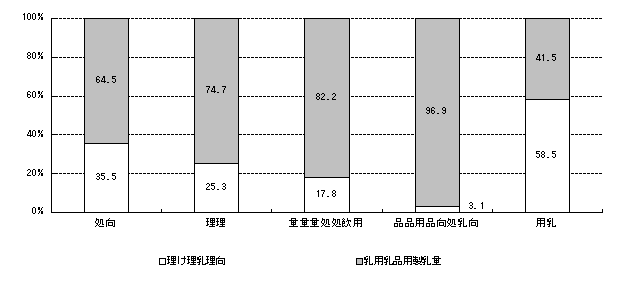 100%
80%
60%
40%
20%
0%
64.5
74.7
82.2
96.9
41.5
35.5
25.3
17.8
3.1
58.5
処向
理理
量量量処処飲用
品品用品向処乳向
用乳
□理け理乳理向
■乳用乳品用製乳量